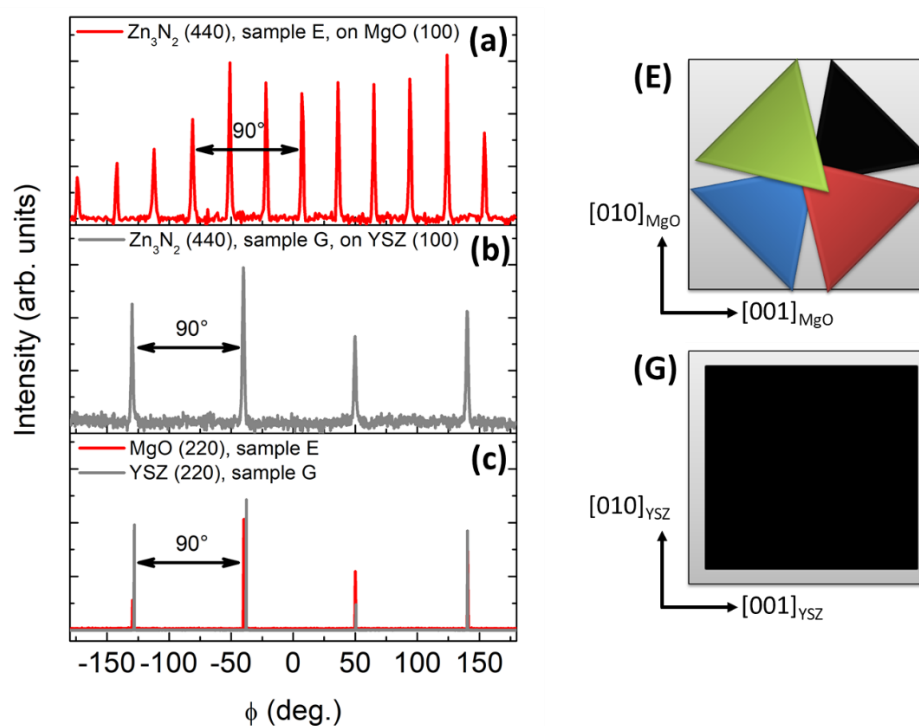 Intensity (arb. units)
Zn₃N₂ (440), sample E, on MgO (100)
(a)
90°
Zn₃N₂ (440), sample G, on YSZ (100)
(b)
90°
MgO (220), sample E
YSZ (220), sample G
(c)
90°
-150 -100 -50 0 50 100 150
ϕ (deg.)
(E)
[010]MgO
[001]MgO
(G)
[010]YSZ
[001]YSZ